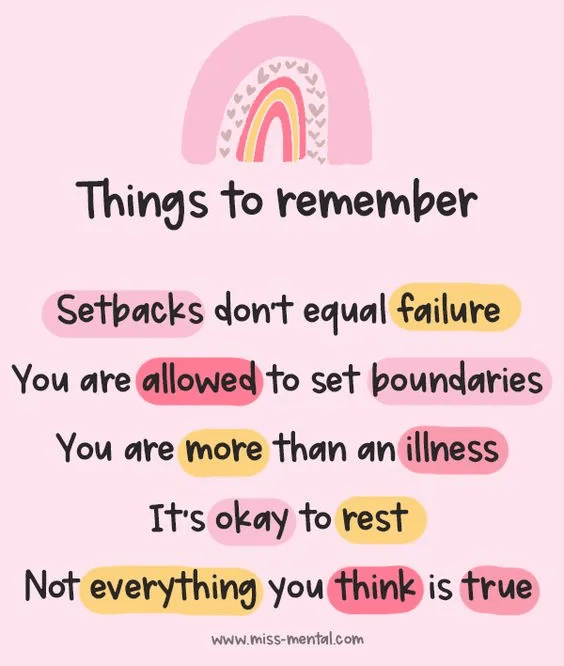 Things to remember
Setbacks don't equal failure
You are allowed to set boundaries
You are more than an illness
It's okay to rest
Not everything you think is true
www.miss-mental.com